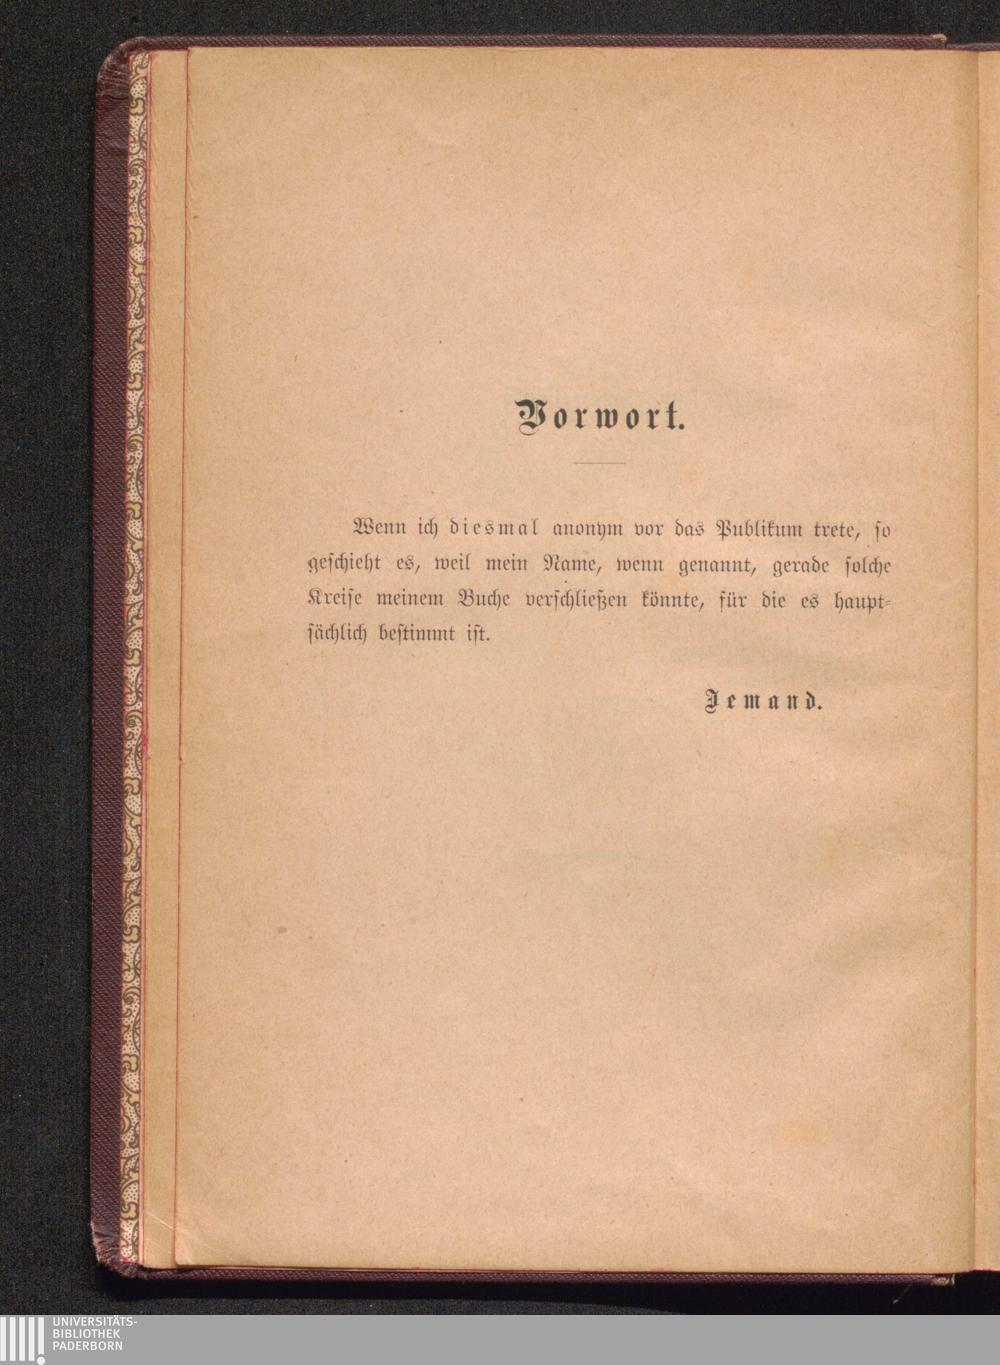 Vorwort.
Wenn ich diesmal anonym vor das Publikum trete, so
geschieht es, weil mein Name, wenn genannt, gerade solche
Kreise meinem Buche verschließen könnte, für die es haupt-
sächlich bestimmt ist.
Jemand.
UNIVERSITÄTS-
BIBLIOTHEK
PADERBORN